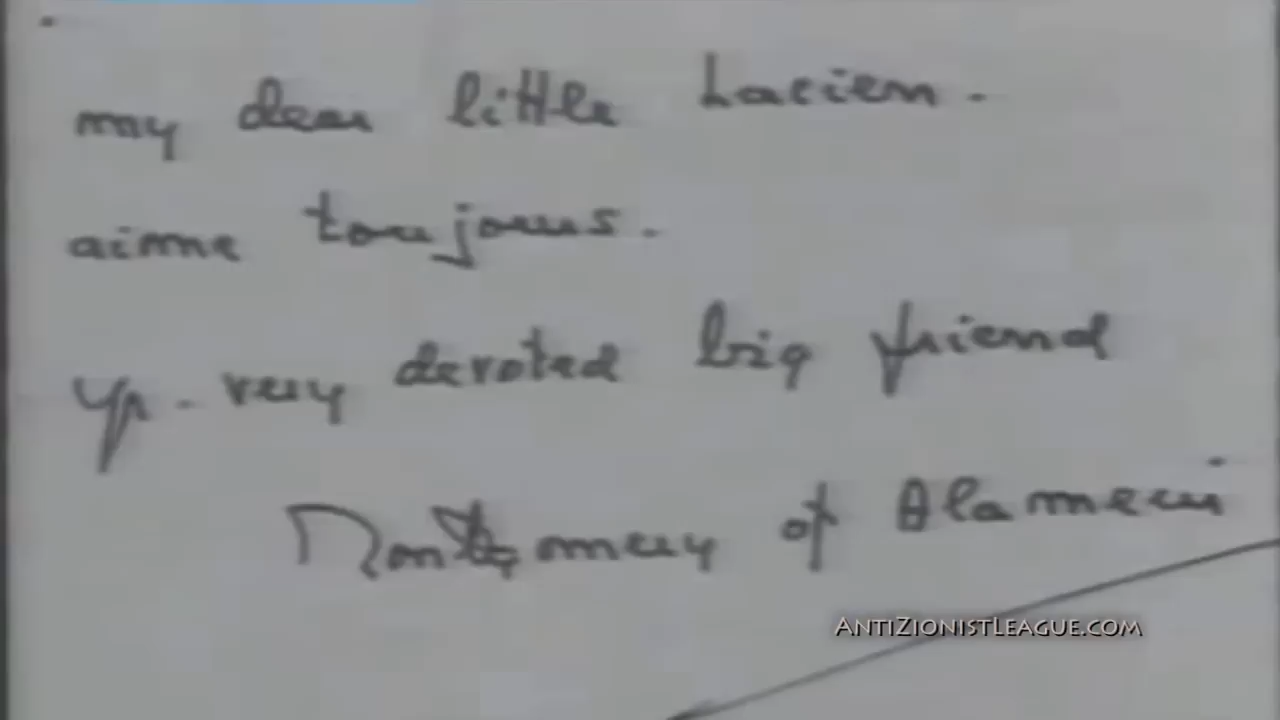 my dear little Lucien.
aime toujours.
yr. very devoted big friend
Montgomery of Alamein
AntiZionistLeague.com